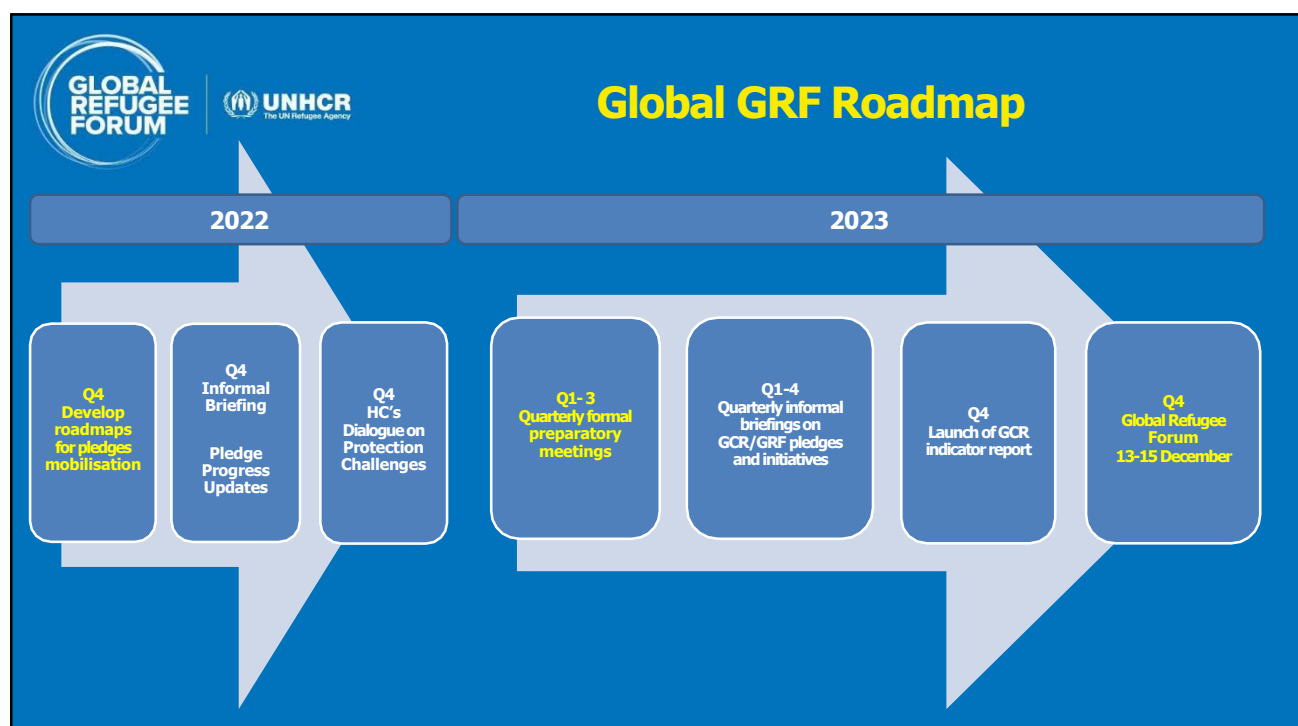 GLOBAL
REFUGEE
FORUM
UNHCR
The UN Refugee Agency
Global GRF Roadmap
2022
2023
Q4
Develop
roadmaps
for pledges
mobilisation
Q4
Informal
Briefing
Pledge
Progress
Updates
Q4
HC's
Dialogue on
Protection
Challenges
Q1- 3
Quarterly formal
preparatory
meetings
Q1-4
Quarterly informal
briefings on
GCR/GRF pledges
and initiatives
Q4
Launch of GCR
indicator report
Q4
Global Refugee
Forum
13-15 December